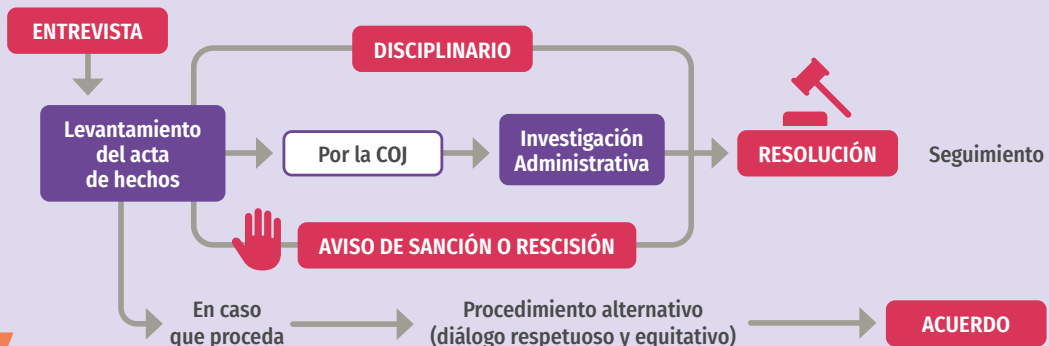 ENTREVISTA
DISCIPLINARIO
Levantamiento
del acta
de hechos
Por la COJ
Investigación
Administrativa
RESOLUCIÓN
Seguimiento
AVISO DE SANCIÓN O RESCISIÓN
En caso
que proceda
Procedimiento alternativo
(diálogo respetuoso y equitativo)
ACUERDO